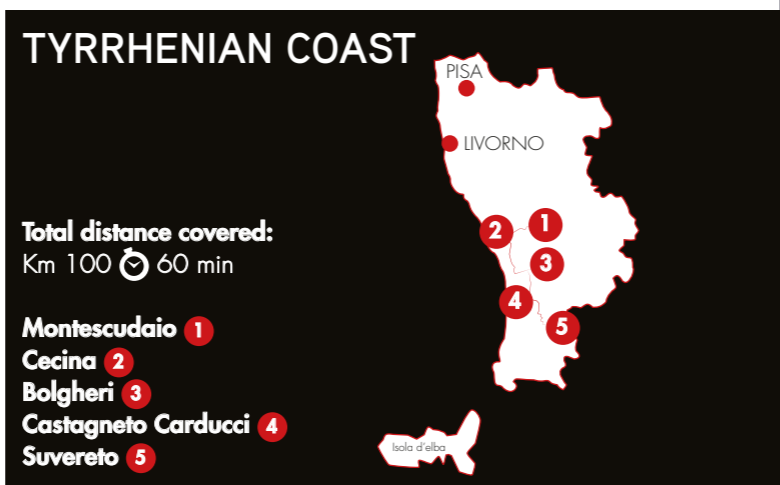 TYRRHENIAN COAST
PISA
LIVORNO
2
1
3
4
5
Isola d'elba
Total distance covered:
Km 100 60 min
Montescudaio 1
Cecina 2
Bolgheri 3
Castagneto Carducci 4
Suvereto 5